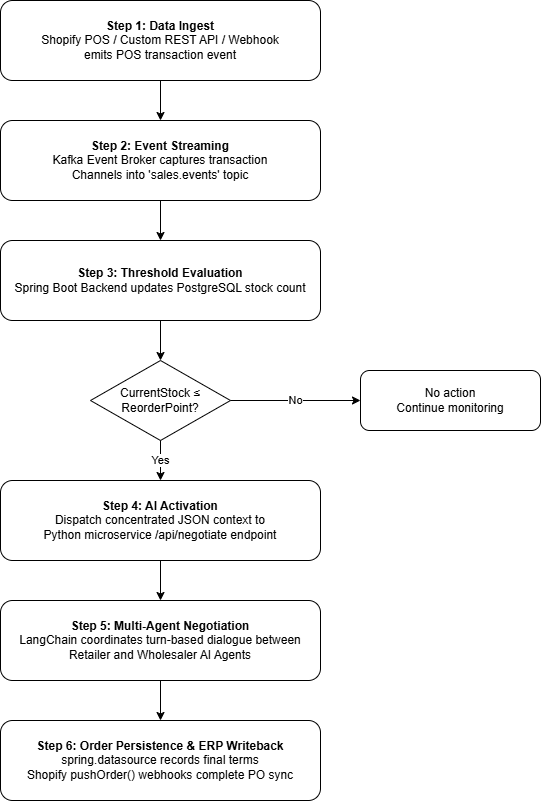 Step 1: Data Ingest
Shopify POS / Custom REST API / Webhook
emits POS transaction event
Step 2: Event Streaming
Kafka Event Broker captures transaction
Channels into 'sales.events' topic
Step 3: Threshold Evaluation
Spring Boot Backend updates PostgreSQL stock count
CurrentStock ≤
ReorderPoint?
No
No action
Continue monitoring
Yes
Step 4: AI Activation
Dispatch concentrated JSON context to
Python microservice /api/negotiate endpoint
Step 5: Multi-Agent Negotiation
LangChain coordinates turn-based dialogue between
Retailer and Wholesaler AI Agents
Step 6: Order Persistence & ERP Writeback
spring.datasource records final terms
Shopify pushOrder() webhooks complete PO sync